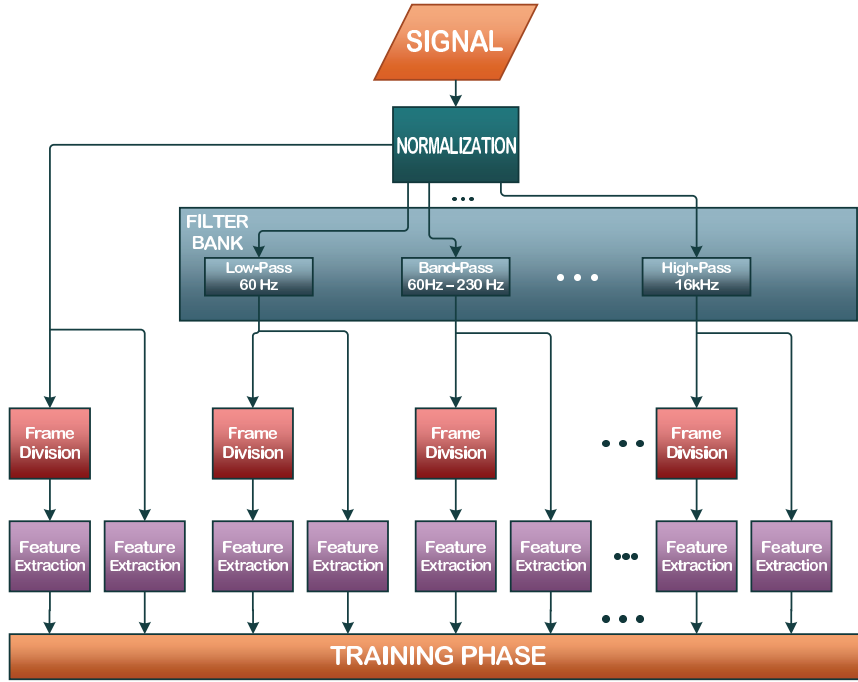 SIGNAL
NORMALIZATION
...
FILTER
BANK
Low-Pass
60 Hz
Band-Pass
60Hz – 230 Hz
...
High-Pass
16kHz
Frame
Division
Frame
Division
Frame
Division
...
Frame
Division
Feature
Extraction
Feature
Extraction
Feature
Extraction
Feature
Extraction
Feature
Extraction
Feature
Extraction
...
Feature
Extraction
Feature
Extraction
...
TRAINING PHASE